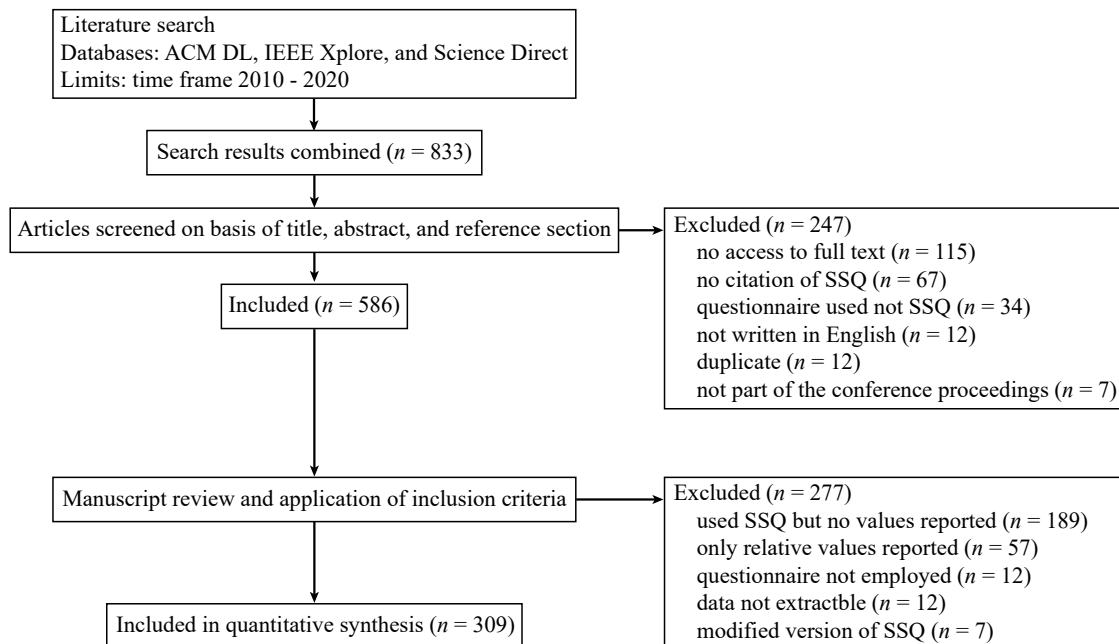 Literature search
Databases: ACM DL, IEEE Xplore, and Science Direct
Limits: time frame 2010 - 2020
Search results combined (n = 833)
Articles screened on basis of title, abstract, and reference section
Excluded (n = 247)
no access to full text (n = 115)
no citation of SSQ (n = 67)
questionnaire used not SSQ (n = 34)
not written in English (n = 12)
duplicate (n = 12)
not part of the conference proceedings (n = 7)
Included (n = 586)
Manuscript review and application of inclusion criteria
Excluded (n = 277)
used SSQ but no values reported (n = 189)
only relative values reported (n = 57)
questionnaire not employed (n = 12)
data not extractble (n = 12)
modified version of SSQ (n = 7)
Included in quantitative synthesis (n = 309)